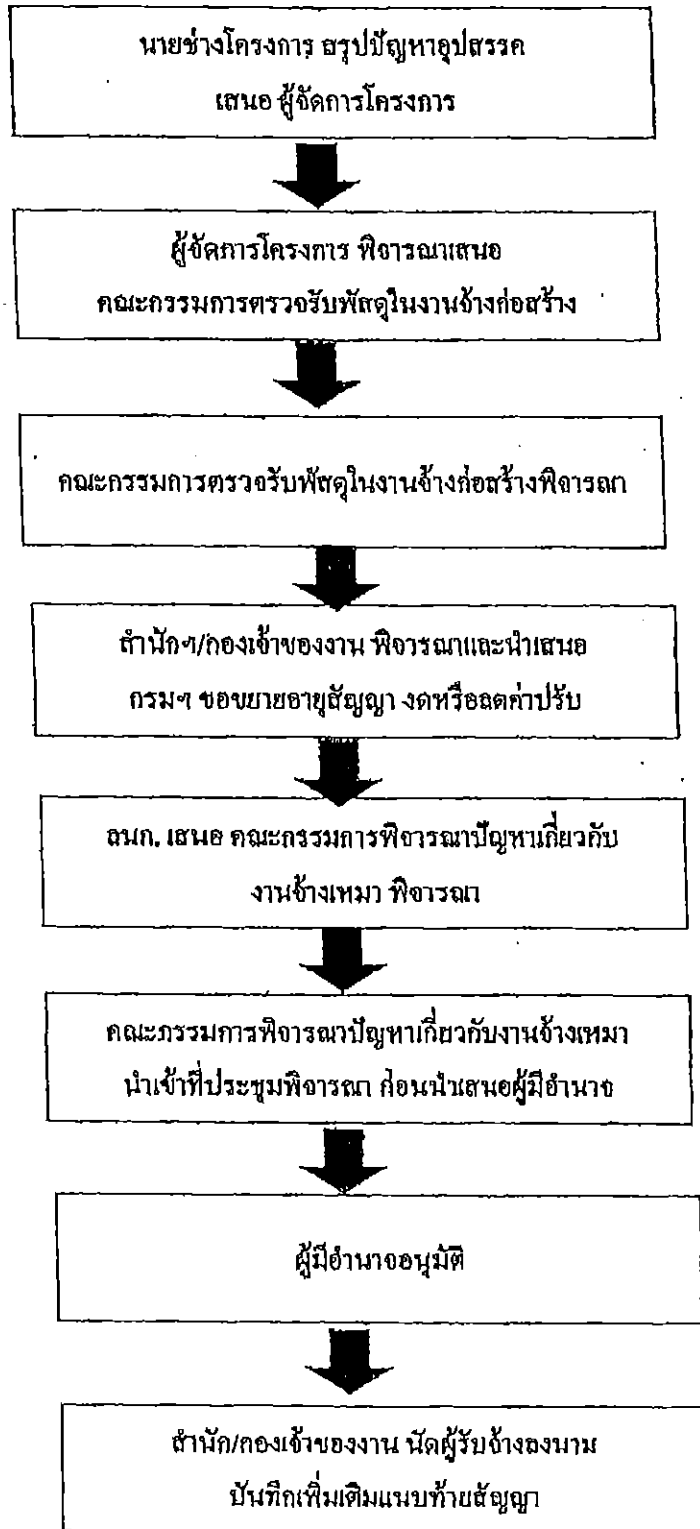 นายช่างโครงการ สรุปปัญหาอุปสรรค
เสนอ ผู้จัดการโครงการ
ผู้จัดการโครงการ พิจารณาเสนอ
คณะกรรมการตรวจรับพัสดุในงานจ้างก่อสร้าง
คณะกรรมการตรวจรับพัสดุในงานจ้างก่อสร้างพิจารณา
สำนักฯ/กองเจ้าของงาน พิจารณาและนำเสนอ
กรมฯ ขอขยายอายุสัญญา งดหรือลดค่าปรับ
ลนก. เสนอ คณะกรรมการพิจารณาปัญหาเกี่ยวกับ
งานจ้างเหมา พิจารณา
คณะกรรมการพิจารณาปัญหาเกี่ยวกับงานจ้างเหมา
นำเข้าที่ประชุมพิจารณา ก่อนนำเสนอผู้มีอำนาจ
ผู้มีอำนาจอนุมัติ
สำนัก/กองเจ้าของงาน นัดผู้รับจ้างลงนาม
บันทึกเพิ่มเติมแนบท้ายสัญญา